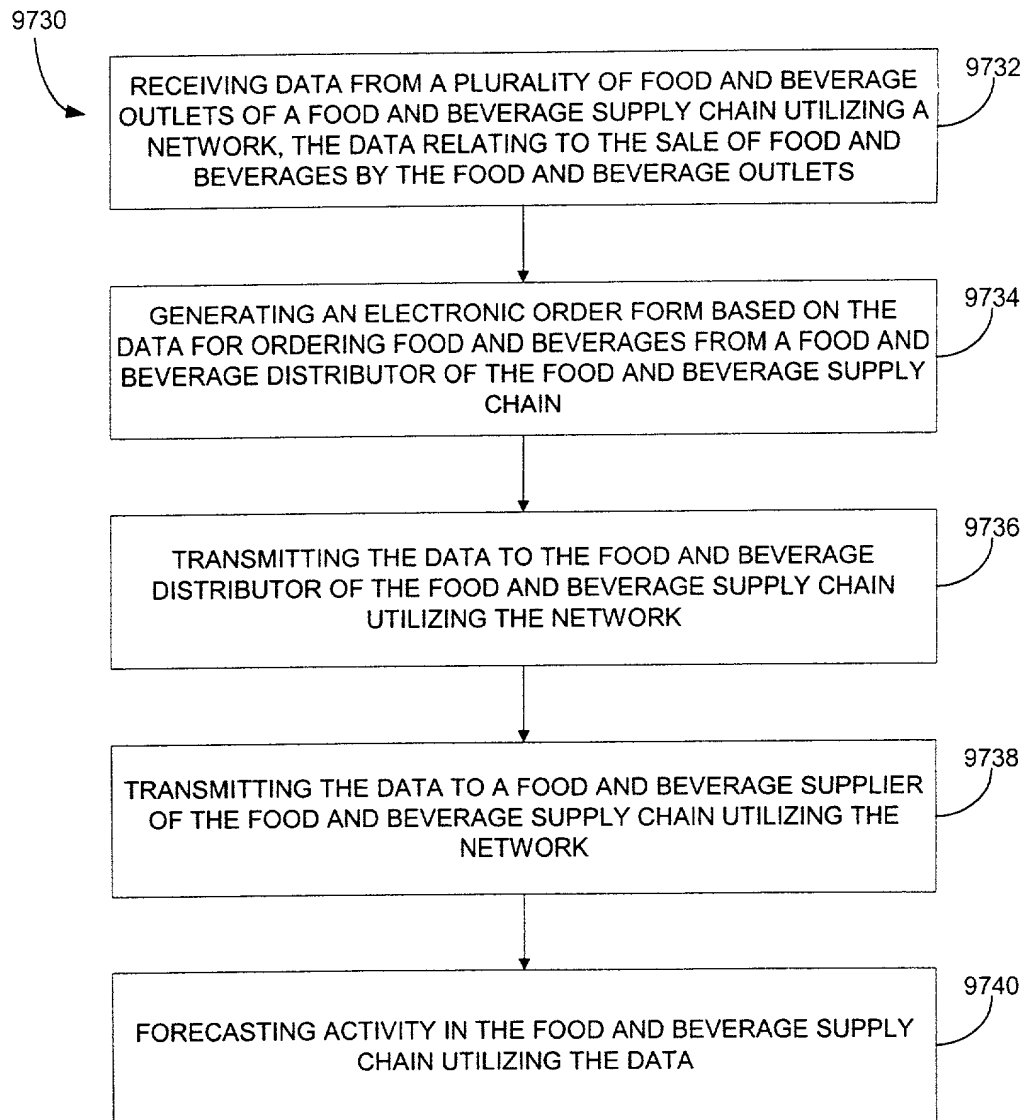 9730
9732
RECEIVING DATA FROM A PLURALITY OF FOOD AND BEVERAGE
OUTLETS OF A FOOD AND BEVERAGE SUPPLY CHAIN UTILIZING A
NETWORK, THE DATA RELATING TO THE SALE OF FOOD AND
BEVERAGES BY THE FOOD AND BEVERAGE OUTLETS
9734
GENERATING AN ELECTRONIC ORDER FORM BASED ON THE
DATA FOR ORDERING FOOD AND BEVERAGES FROM A FOOD AND
BEVERAGE DISTRIBUTOR OF THE FOOD AND BEVERAGE SUPPLY
CHAIN
9736
TRANSMITTING THE DATA TO THE FOOD AND BEVERAGE
DISTRIBUTOR OF THE FOOD AND BEVERAGE SUPPLY CHAIN
UTILIZING THE NETWORK
9738
TRANSMITTING THE DATA TO A FOOD AND BEVERAGE SUPPLIER
OF THE FOOD AND BEVERAGE SUPPLY CHAIN UTILIZING THE
NETWORK
9740
FORECASTING ACTIVITY IN THE FOOD AND BEVERAGE SUPPLY
CHAIN UTILIZING THE DATA